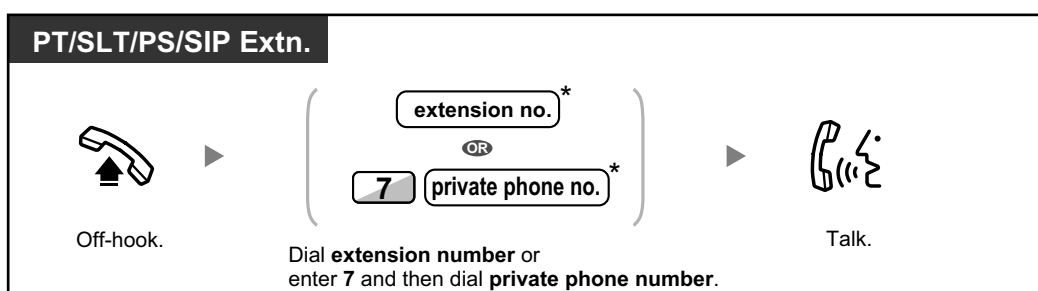 PT/SLT/PS/SIP Extn.
extension no.*
OR
7 private phone no.*
Off-hook.
Dial extension number or
enter 7 and then dial private phone number.
Talk.